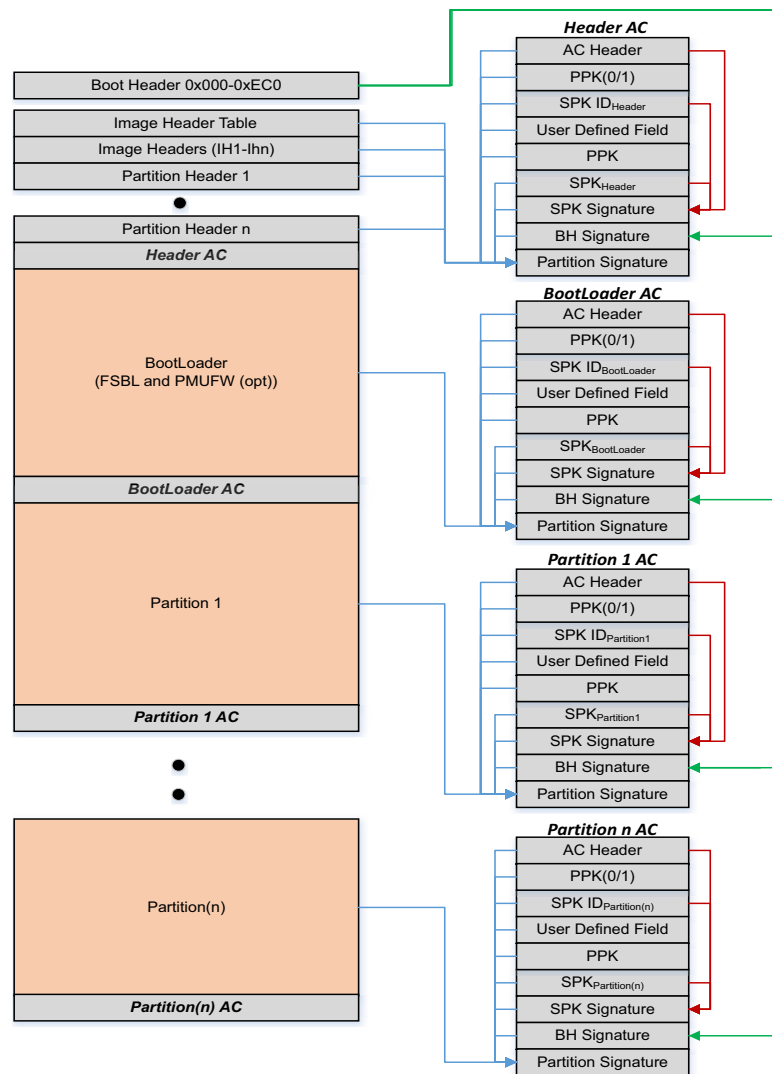 Boot Header 0x000-0xEC0
Image Header Table
Image Headers (IH1-Ihn)
Partition Header 1
Partition Header n
Header AC
BootLoader
(FSBL and PMUFW (opt))
BootLoader AC
Partition 1
Partition 1 AC
Partition(n)
Partition(n) AC
Header AC
AC Header
PPK(0/1)
SPK IDHeader
User Defined Field
PPK
SPKHeader
SPK Signature
BH Signature
Partition Signature
BootLoader AC
AC Header
PPK(0/1)
SPK IDBootLoader
User Defined Field
PPK
SPKBootLoader
SPK Signature
BH Signature
Partition Signature
Partition 1 AC
AC Header
PPK(0/1)
SPK IDPartition1
User Defined Field
PPK
SPKPartition1
SPK Signature
BH Signature
Partition Signature
Partition n AC
AC Header
PPK(0/1)
SPK IDPartition(n)
User Defined Field
PPK
SPKPartition(n)
SPK Signature
BH Signature
Partition Signature